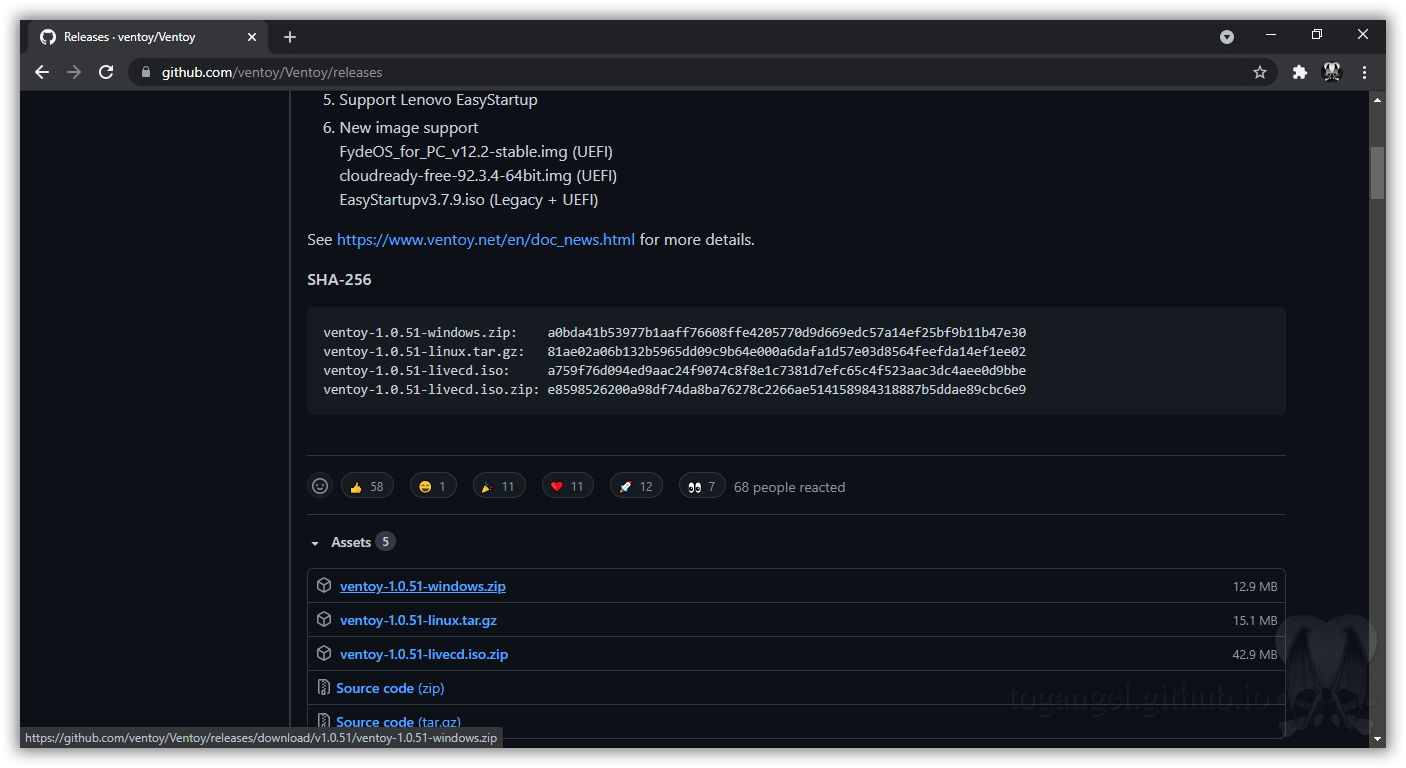 Releases · ventoy/Ventoy
github.com/ventoy/Ventoy/releases
5. Support Lenovo EasyStartup
6. New image support
FydeOS_for_PC_v12.2-stable.img (UEFI)
cloudready-free-92.3.4-64bit.img (UEFI)
EasyStartupv3.7.9.iso (Legacy + UEFI)
See https://www.ventoy.net/en/doc_news.html for more details.
SHA-256
ventoy-1.0.51-windows.zip: a0bda41b53977b1aaff76608ffe4205770d9d669edc57a14ef25bf9b11b47e30
ventoy-1.0.51-linux.tar.gz: 81ae02a06b132b5965dd09c9b64e000a6dafa1d57e03d8564feefda14ef1ee02
ventoy-1.0.51-livecd.iso: a759f76d094ed9aac24f9074c8f8e1c7381d7efc65c4f523aac3dc4aee0d9bbe
ventoy-1.0.51-livecd.iso.zip: e8598526200a98df74da8ba76278c2266ae514158984318887b5ddae89cbc6e9
58 1 11 11 12 7 68 people reacted
Assets 5
ventoy-1.0.51-windows.zip 12.9 MB
ventoy-1.0.51-linux.tar.gz 15.1 MB
ventoy-1.0.51-livecd.iso.zip 42.9 MB
Source code (zip)
togangel.github.io
Source code (tar.gz)
https://github.com/ventoy/Ventoy/releases/download/v1.0.51/ventoy-1.0.51-windows.zip